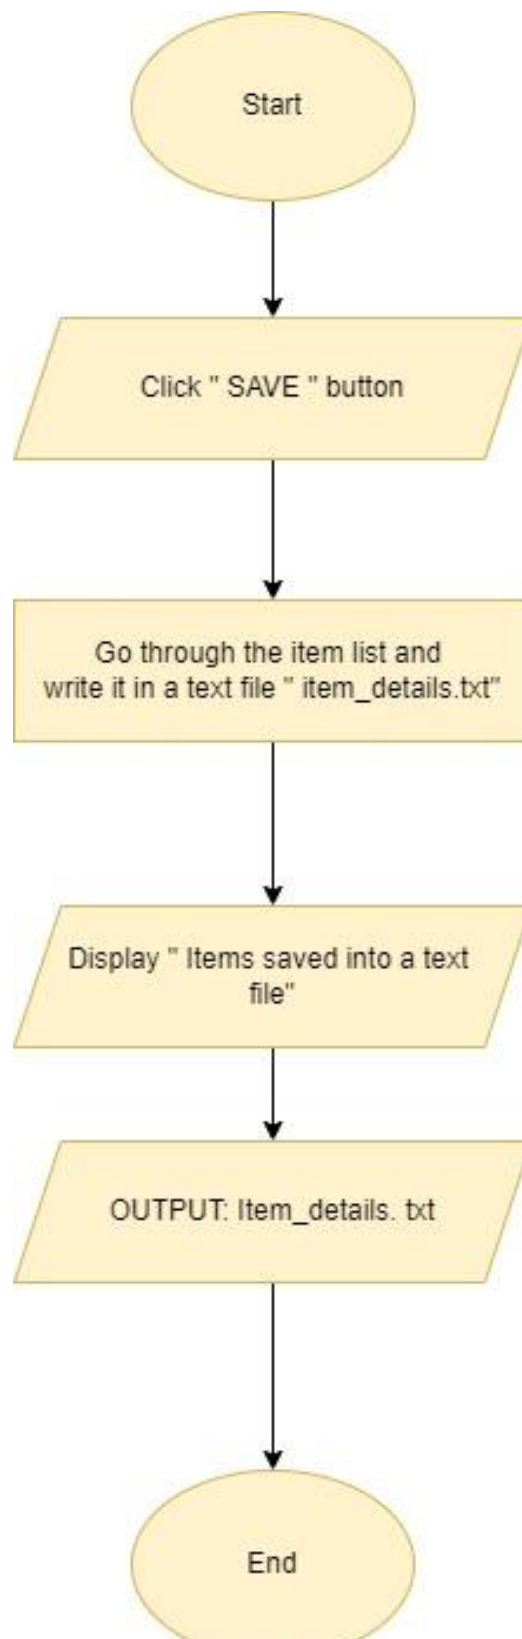 Start
Click " SAVE " button
Go through the item list and
write it in a text file " item_details.txt"
Display " Items saved into a text
file"
OUTPUT: Item_details. txt
End